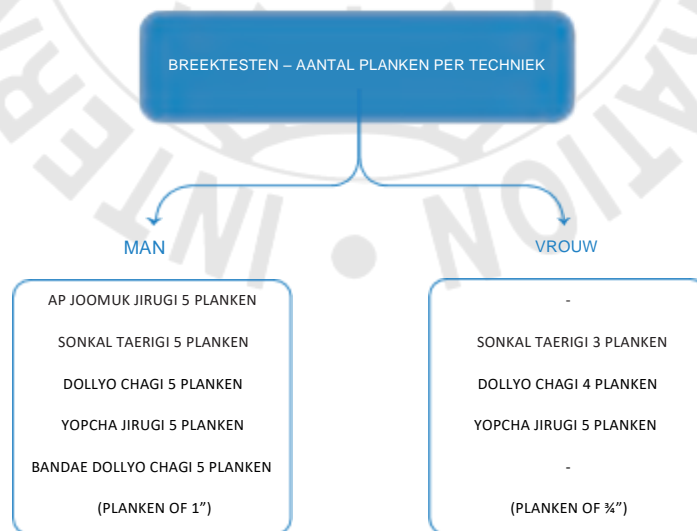 BREEKTESTEN – AANTAL PLANKEN PER TECHNIEK
MAN
AP JOOMUK JIRUGI 5 PLANKEN
SONKAL TAERIGI 5 PLANKEN
DOLLYO CHAGI 5 PLANKEN
YOPCHA JIRUGI 5 PLANKEN
BANDAE DOLLYO CHAGI 5 PLANKEN
(PLANKEN OF 1”)
VROUW
-
SONKAL TAERIGI 3 PLANKEN
DOLLYO CHAGI 4 PLANKEN
YOPCHA JIRUGI 5 PLANKEN
-
(PLANKEN OF ¾”)